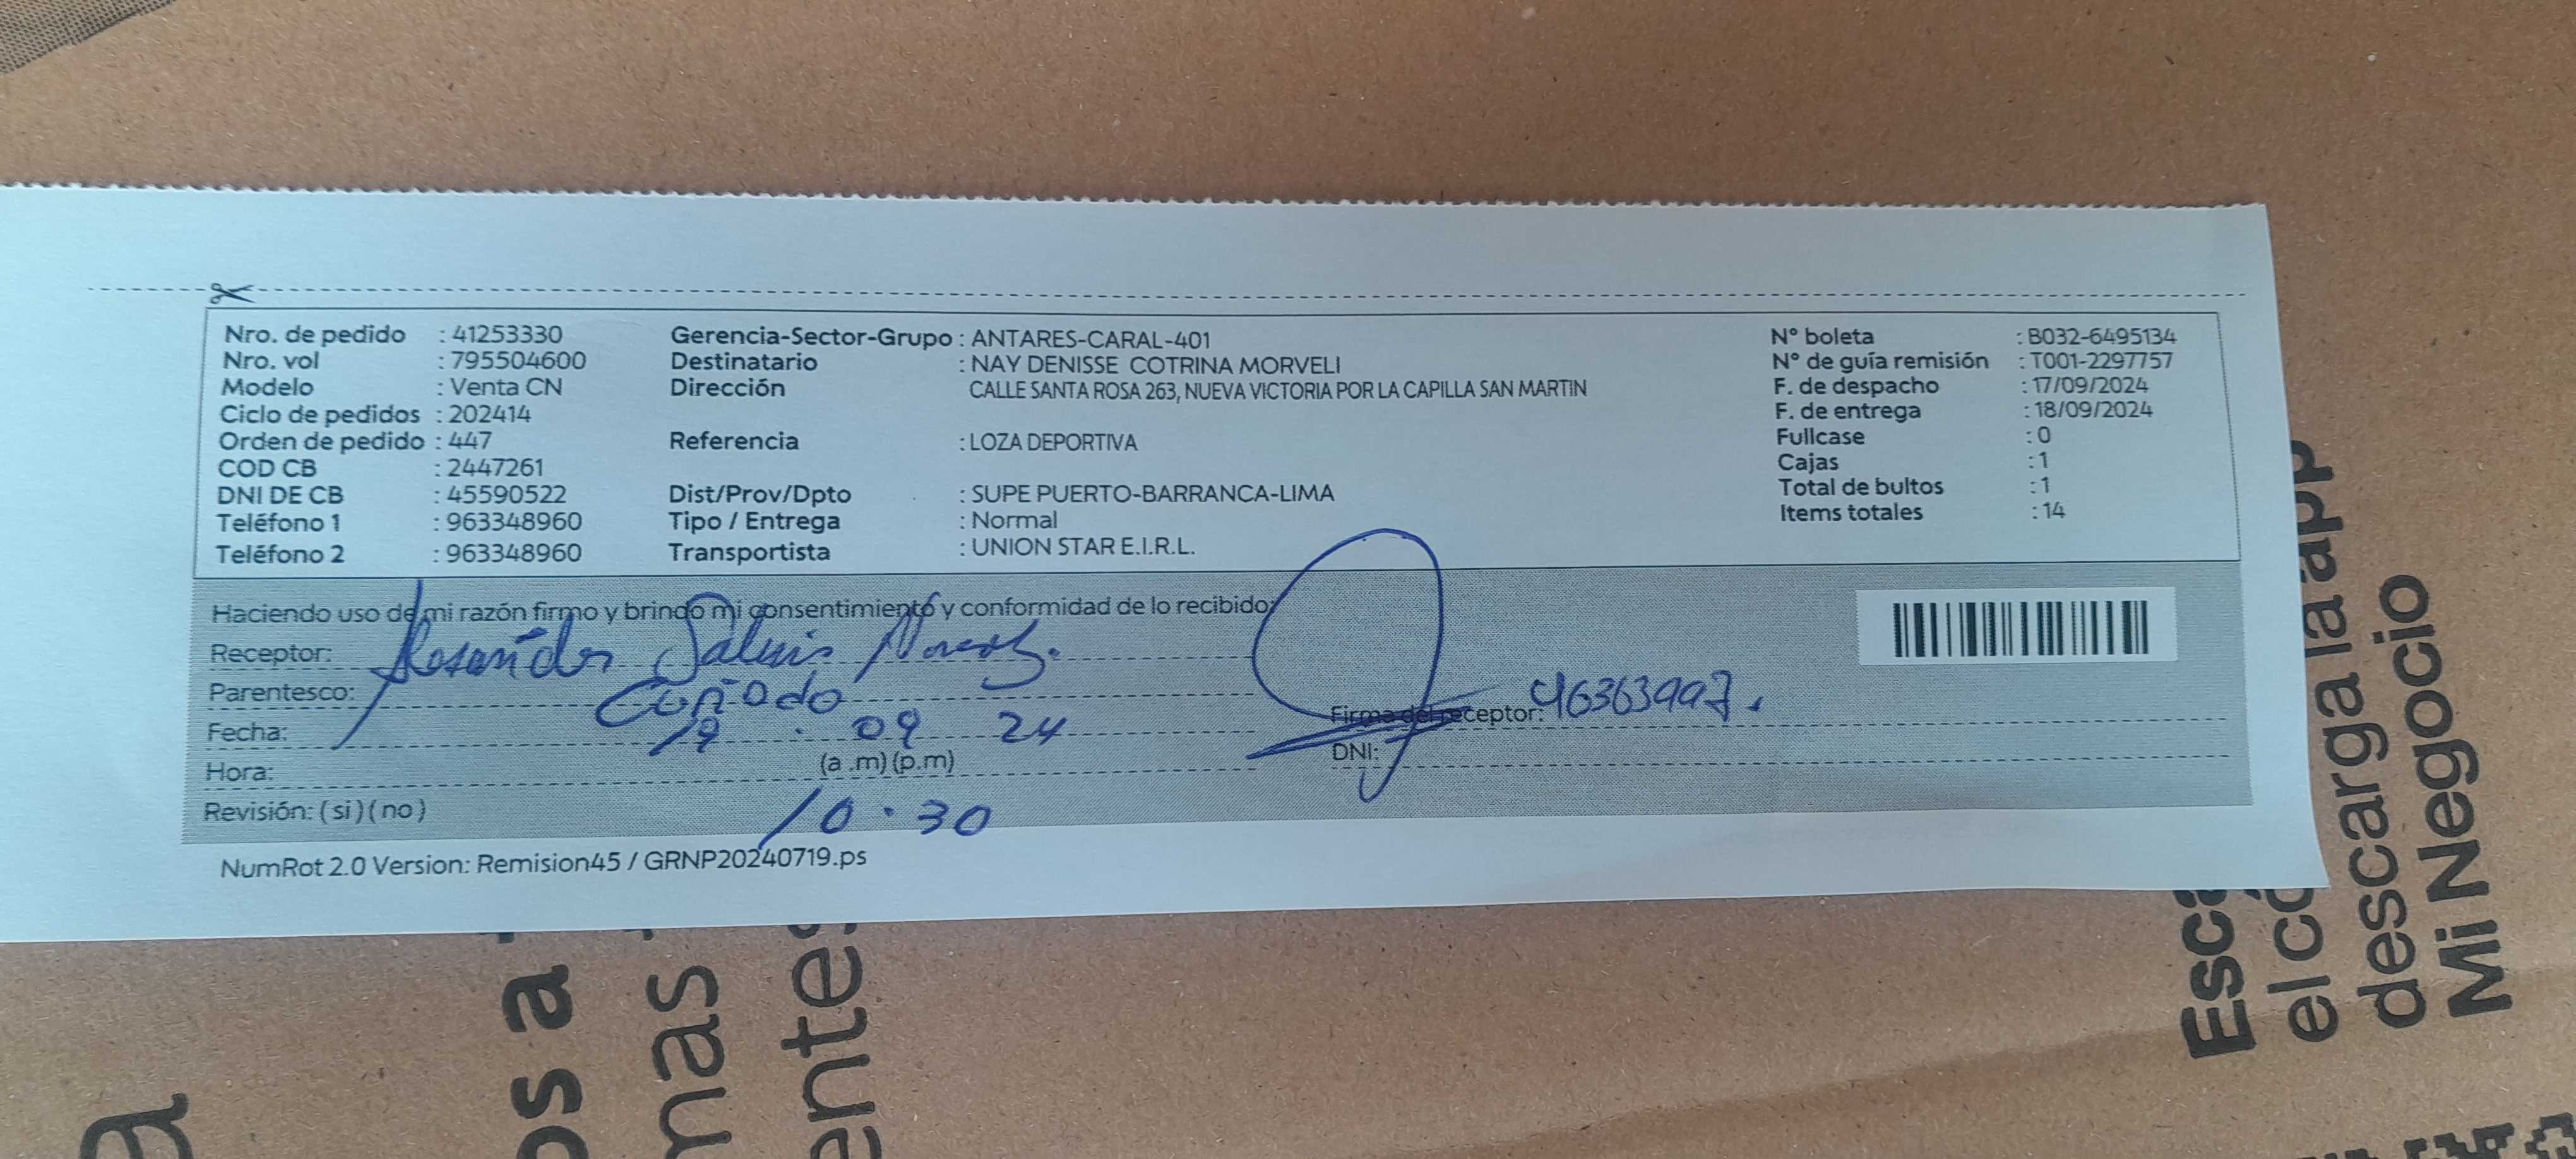 Nro. de pedido : 41253330 Gerencia-Sector-Grupo : ANTARES-CARAL-401 N° boleta : B032-6495134
Nro. vol : 795504600 Destinatario : NAY DENISSE COTRINA MORVELI N° de guía remisión : T001-2297757
Modelo : Venta CN Dirección CALLE SANTA ROSA 263, NUEVA VICTORIA POR LA CAPILLA SAN MARTIN F. de despacho : 17/09/2024
Ciclo de pedidos : 202414 F. de entrega : 18/09/2024
Orden de pedido : 447 Referencia : LOZA DEPORTIVA Fullcase : 0
COD CB : 2447261 Cajas : 1
DNI DE CB : 45590522 Dist/Prov/Dpto : SUPE PUERTO-BARRANCA-LIMA Total de bultos : 1
Teléfono 1 : 963348960 Tipo / Entrega : Normal Items totales : 14
Teléfono 2 : 963348960 Transportista : UNION STAR E.I.R.L.
Haciendo uso de mi razón firmo y brindo mi consentimiento y conformidad de lo recibido:
Receptor:
Parentesco: Cuñado
Fecha: 09 24 Firma del receptor: 46363997.
Hora: (a .m) (p.m) DNI:
10.30
Revisión: ( si ) ( no )
NumRot 2.0 Version: Remision45 / GRNP20240719.ps
descarga la app
Mi Negocio
os a
mas
entes